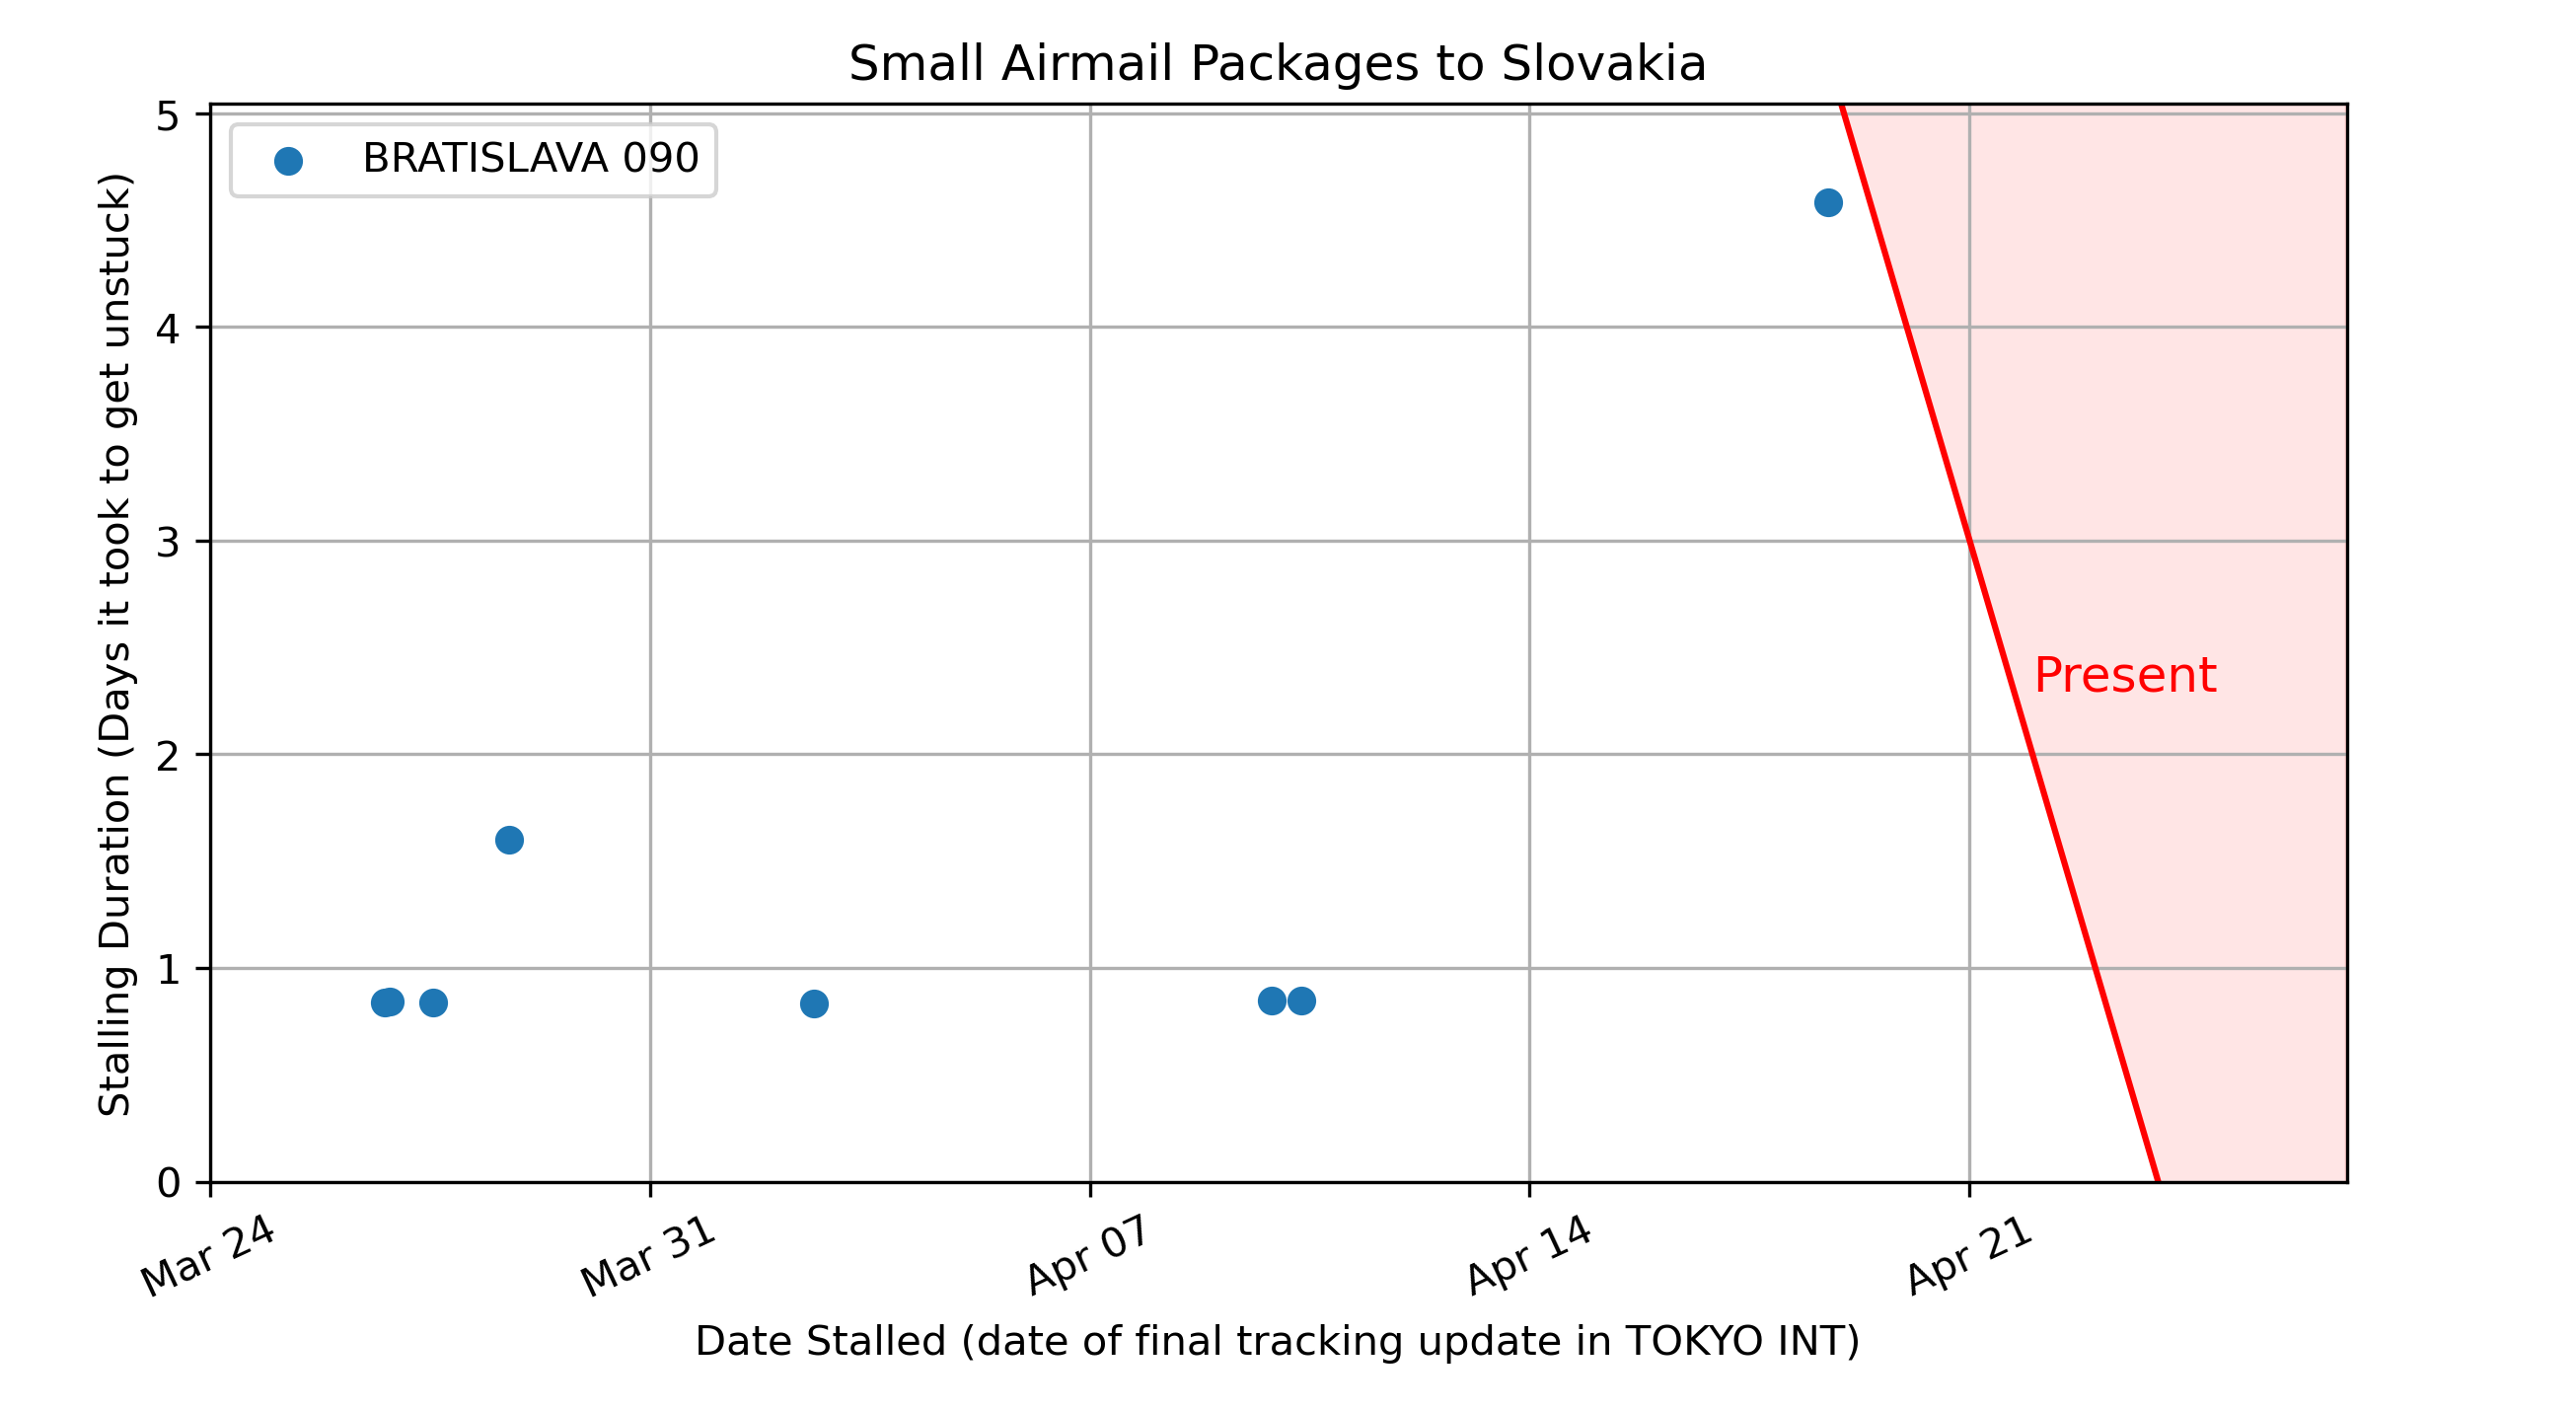 Small Airmail Packages to Slovakia
BRATISLAVA 090
Stalling Duration (Days it took to get unstuck)
5
4
3
2
1
0
Present
Mar 24
Mar 31
Apr 07
Apr 14
Apr 21
Date Stalled (date of final tracking update in TOKYO INT)